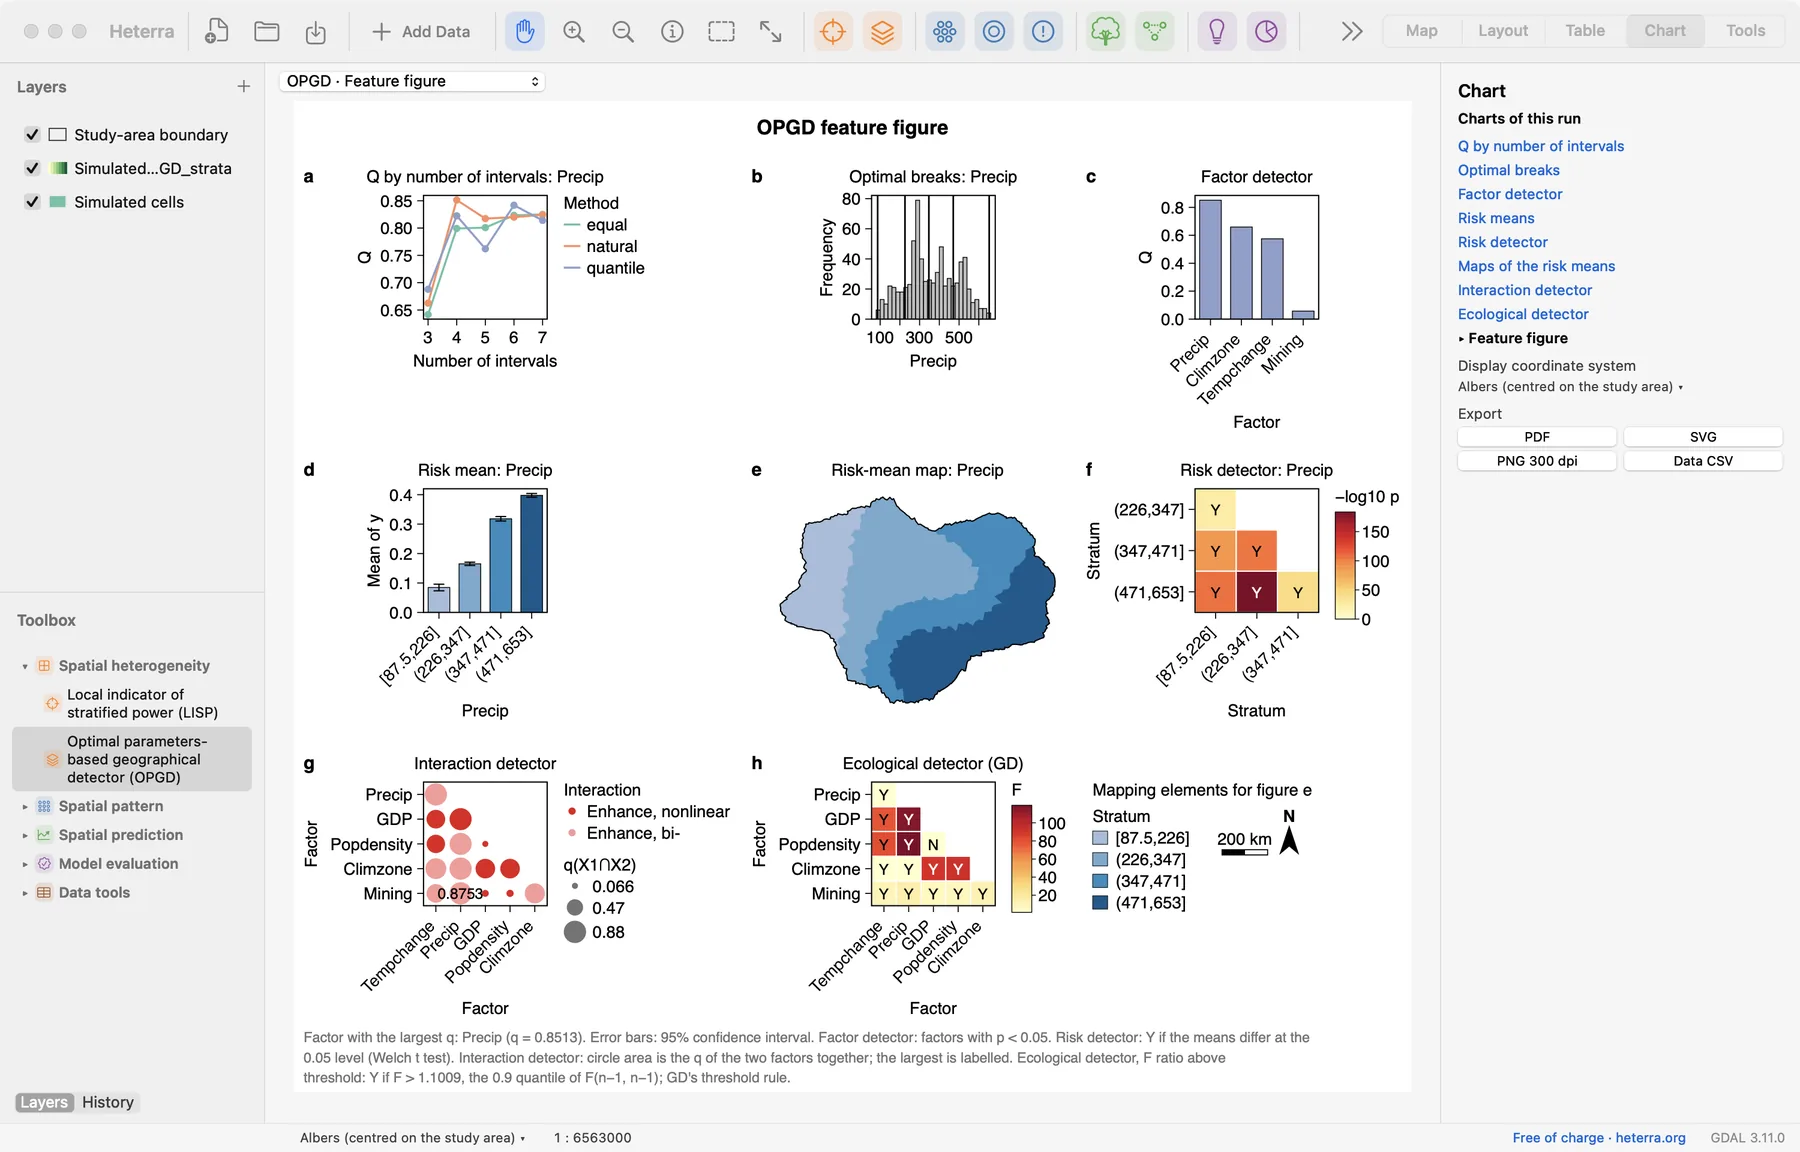 Heterra
Add Data
Map
Layout
Table
Chart
Tools
Layers
Study-area boundary
Simulated...GD_strata
Simulated cells
Toolbox
Spatial heterogeneity
Local indicator of
stratified power (LISP)
Optimal parameters-
based geographical
detector (OPGD)
Spatial pattern
Spatial prediction
Model evaluation
Data tools
Layers
History
OPGD · Feature figure
OPGD feature figure
a
Q by number of intervals: Precip
0.85
0.80
0.75
0.70
0.65
Q
3 4 5 6 7
Number of intervals
Method
equal
natural
quantile
b
Optimal breaks: Precip
80
60
40
20
0
Frequency
100 300 500
Precip
c
Factor detector
0.8
0.6
0.4
0.2
0.0
Q
Precip
Climzone
Tempchange
Mining
Factor
d
Risk mean: Precip
0.4
0.3
0.2
0.1
0.0
Mean of y
[87.5,226]
(226,347]
(347,471]
(471,653]
Precip
e
Risk-mean map: Precip
f
Risk detector: Precip
(226,347] Y
(347,471] Y Y
(471,653] Y Y Y
Stratum
[87.5,226]
(226,347]
(347,471]
Stratum
−log10 p
150
100
50
0
g
Interaction detector
Precip
GDP
Popdensity
Climzone
Mining
0.8753
Factor
Tempchange
Precip
GDP
Popdensity
Climzone
Factor
Interaction
Enhance, nonlinear
Enhance, bi-
q(X1∩X2)
0.066
0.47
0.88
h
Ecological detector (GD)
Precip Y
GDP Y Y
Popdensity Y Y N
Climzone Y Y Y Y
Mining Y Y Y Y Y
Factor
Tempchange
Precip
GDP
Popdensity
Climzone
Factor
F
100
80
60
40
20
Mapping elements for figure e
Stratum
[87.5,226]
(226,347]
(347,471]
(471,653]
200 km
N
Factor with the largest q: Precip (q = 0.8513). Error bars: 95% confidence interval. Factor detector: factors with p < 0.05. Risk detector: Y if the means differ at the
0.05 level (Welch t test). Interaction detector: circle area is the q of the two factors together; the largest is labelled. Ecological detector, F ratio above
threshold: Y if F > 1.1009, the 0.9 quantile of F(n−1, n−1); GD's threshold rule.
Chart
Charts of this run
Q by number of intervals
Optimal breaks
Factor detector
Risk means
Risk detector
Maps of the risk means
Interaction detector
Ecological detector
Feature figure
Display coordinate system
Albers (centred on the study area)
Export
PDF
SVG
PNG 300 dpi
Data CSV
Albers (centred on the study area)
1 : 6563000
Free of charge · heterra.org
GDAL 3.11.0